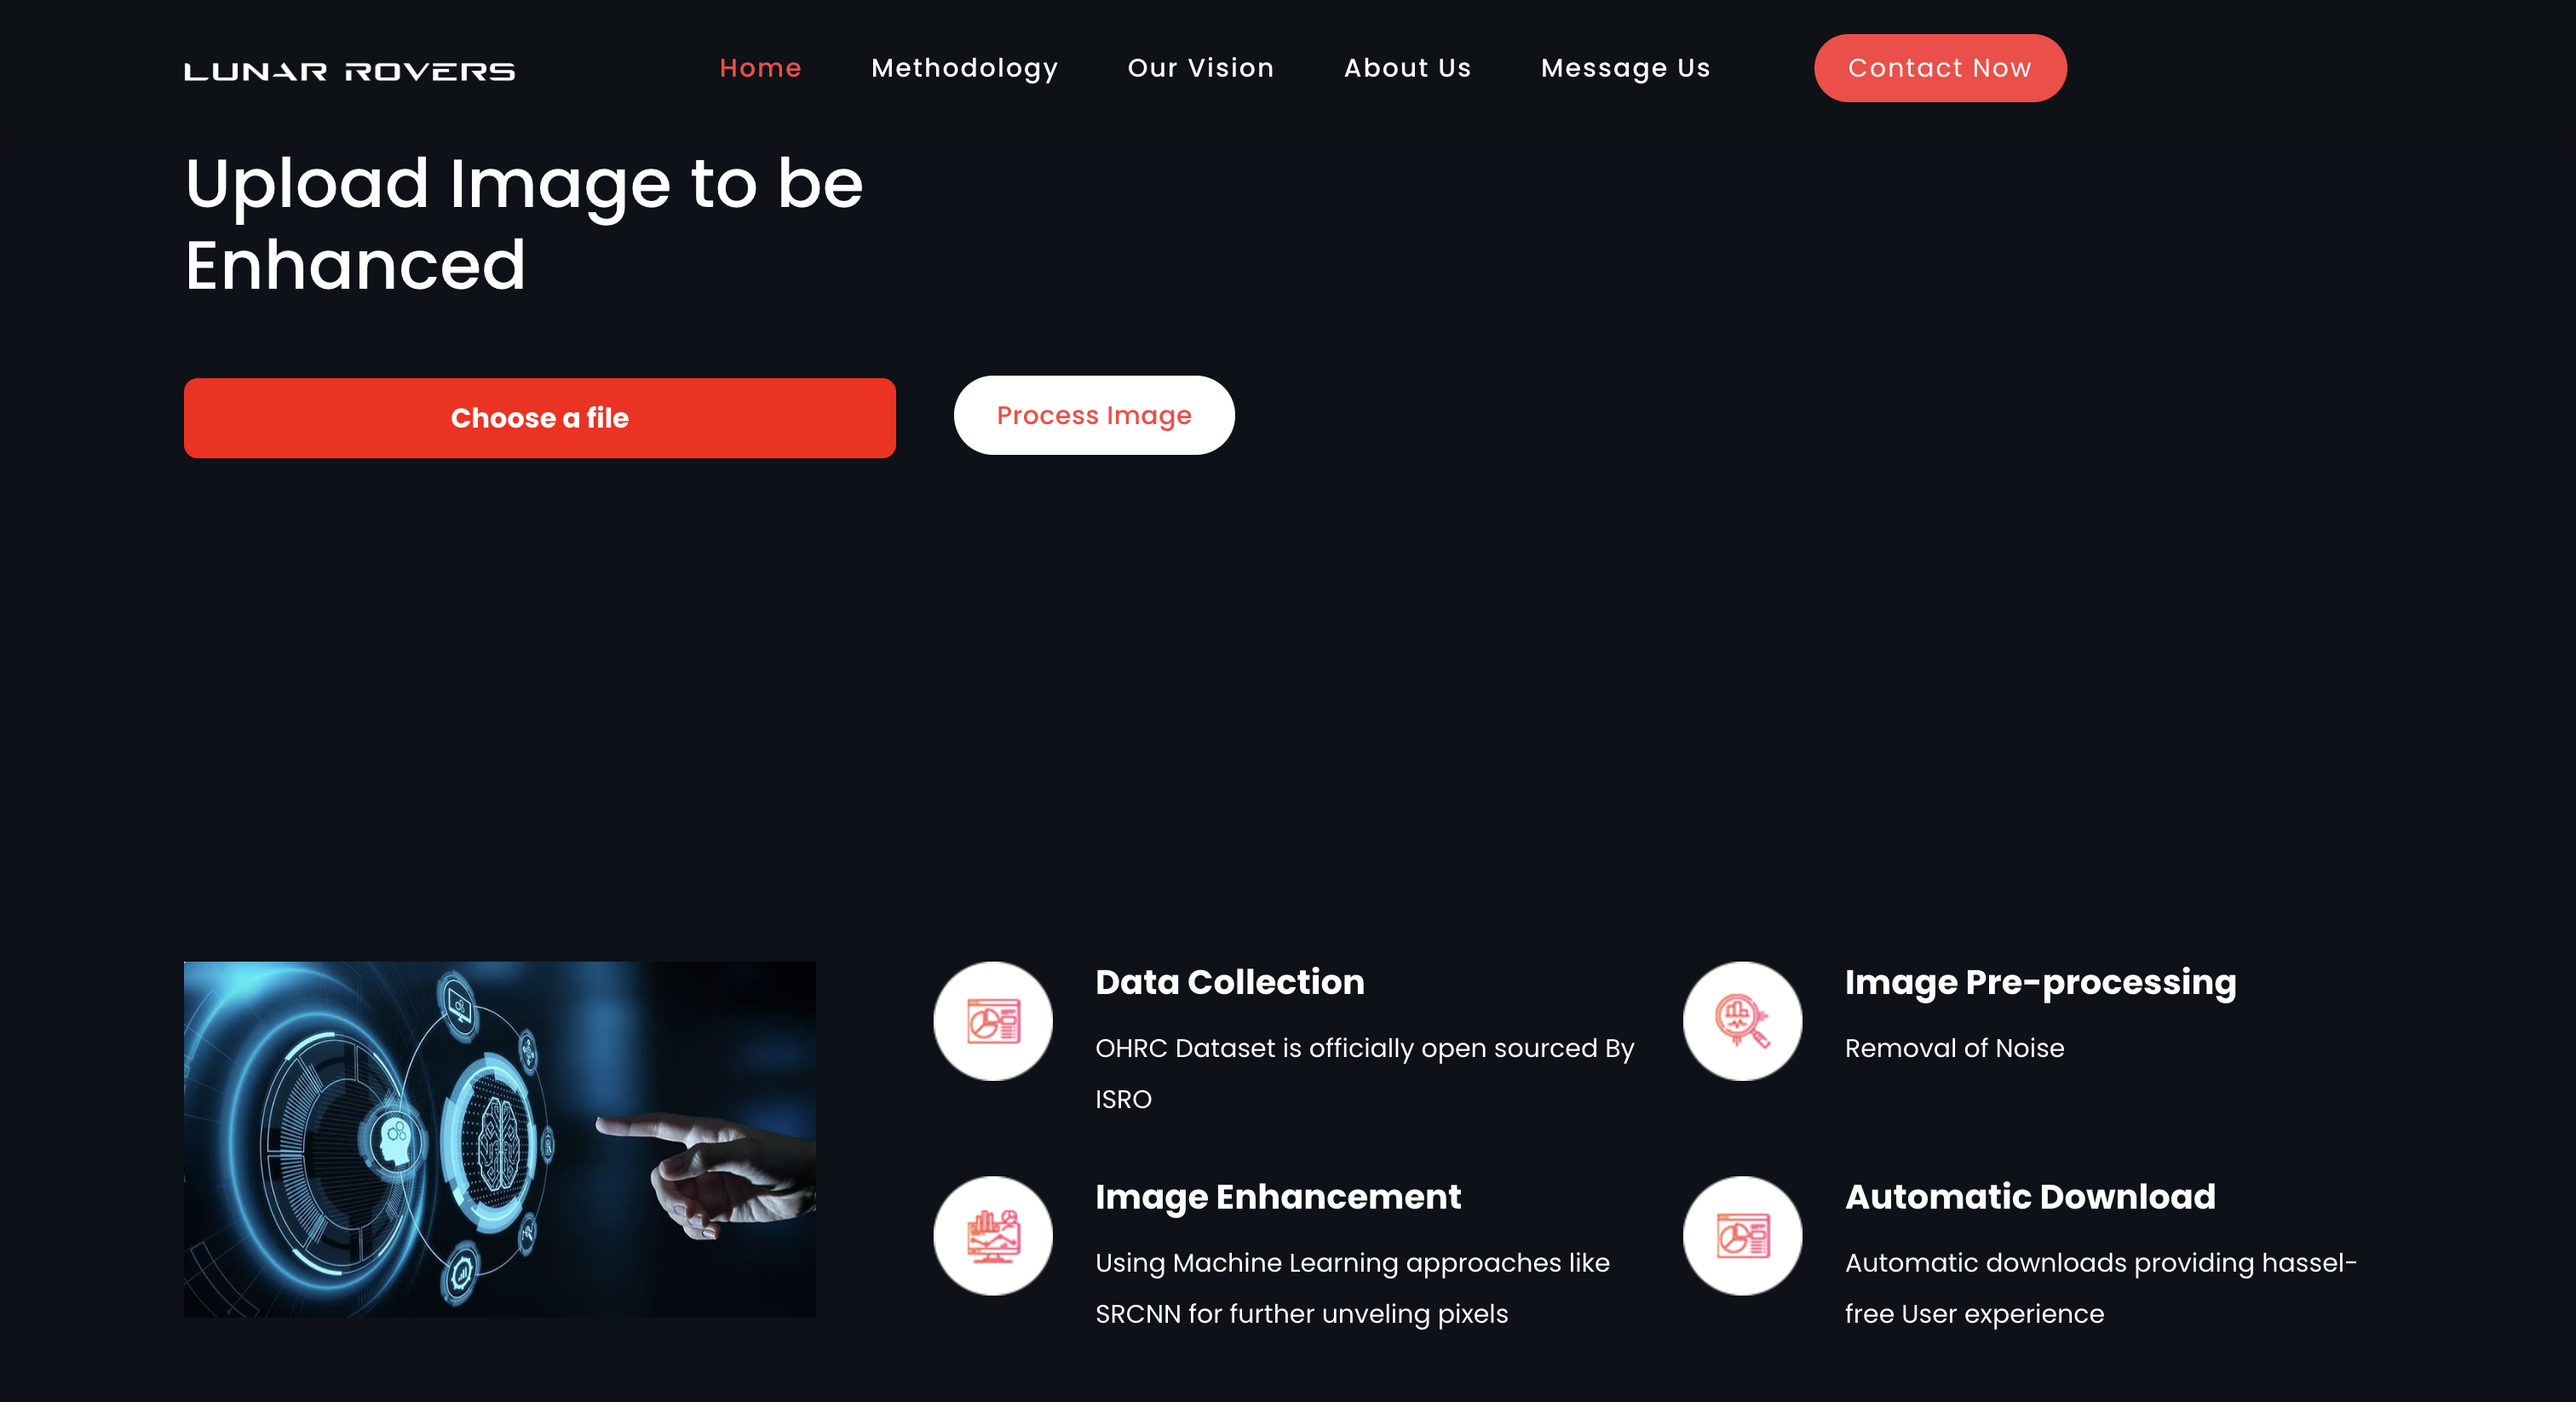 LUNAR ROVERS
Home
Methodology
Our Vision
About Us
Message Us
Contact Now
Upload Image to be
Enhanced
Choose a file
Process Image
Data Collection
OHRC Dataset is officially open sourced By
ISRO
Image Pre-processing
Removal of Noise
Image Enhancement
Using Machine Learning approaches like
SRCNN for further unveling pixels
Automatic Download
Automatic downloads providing hassel-
free User experience